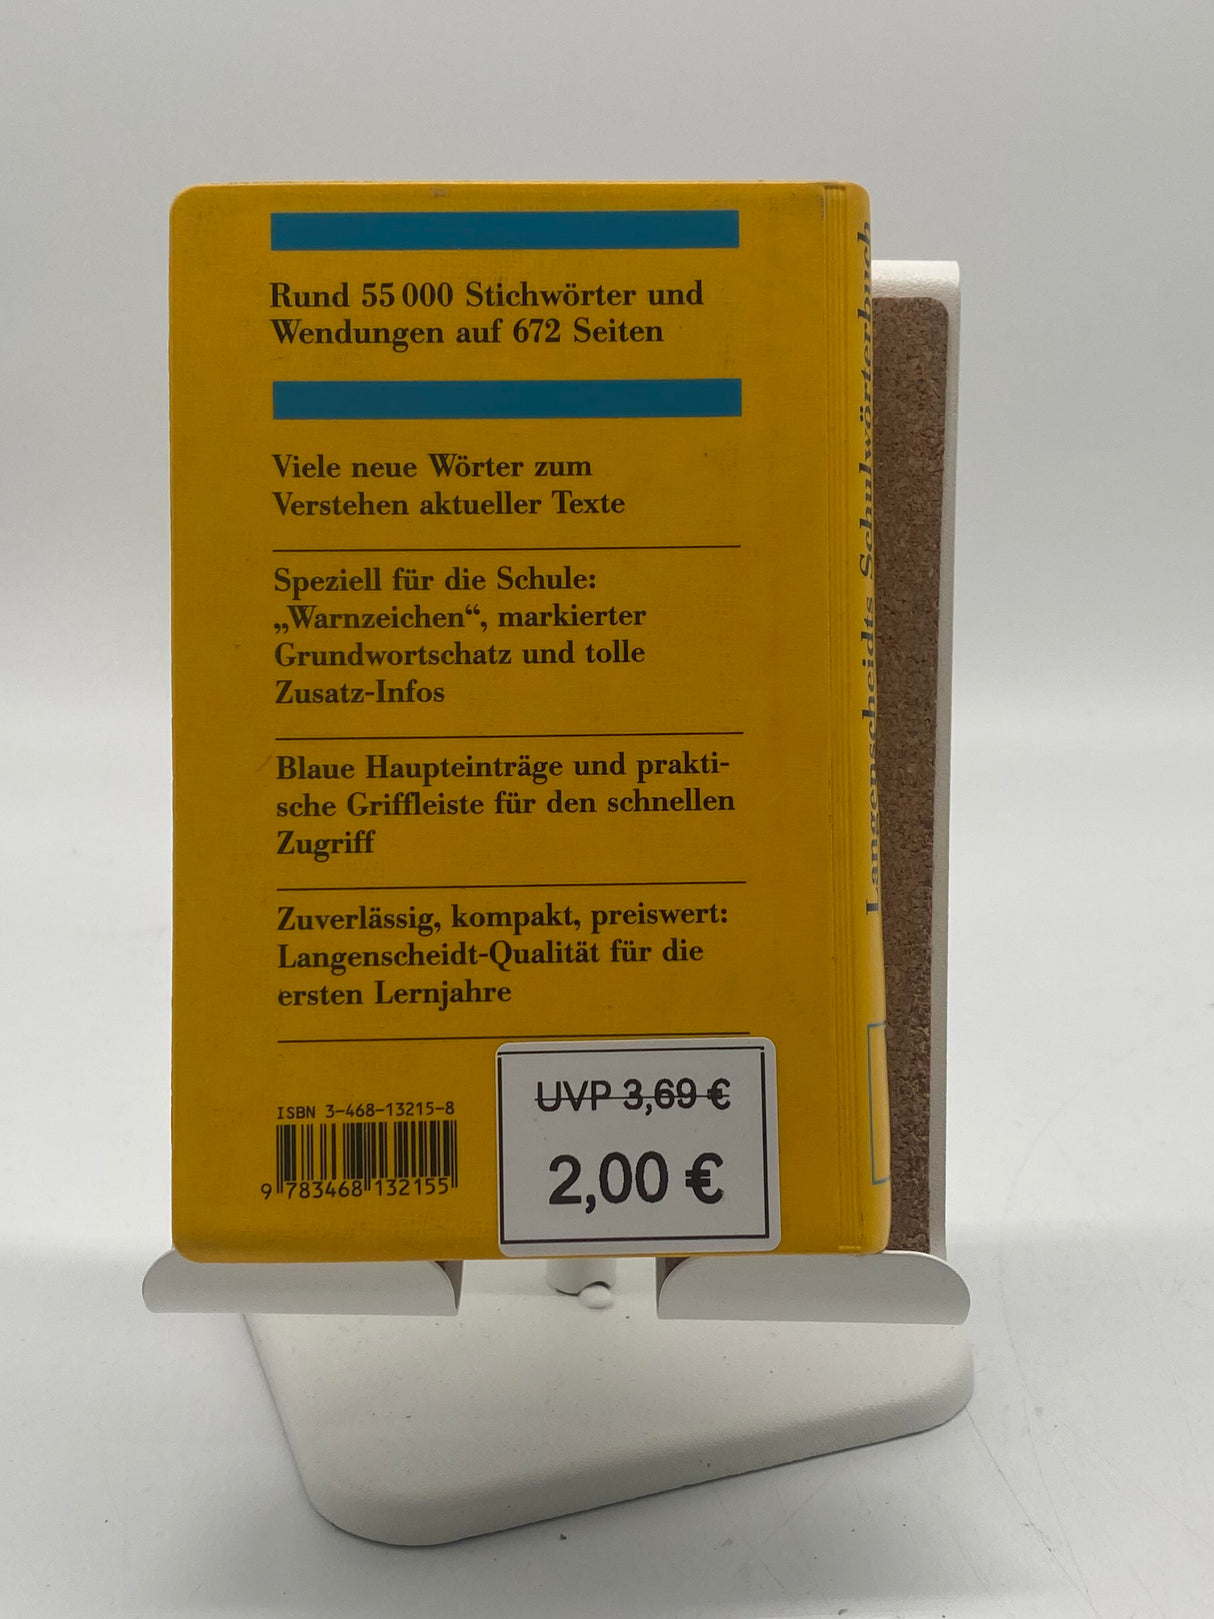 Rund 55 000 Stichwörter und
Wendungen auf 672 Seiten
Viele neue Wörter zum
Verstehen aktueller Texte
Speziell für die Schule:
„Warnzeichen“, markierter
Grundwortschatz und tolle
Zusatz-Infos
Blaue Haupteinträge und prakti-
sche Griffleiste für den schnellen
Zugriff
Zuverlässig, kompakt, preiswert:
Langenscheidt-Qualität für die
ersten Lernjahre
ISBN 3-468-13215-8
9 783468 132155
UVP 3,69 €
2,00 €
Langenscheidts Schulwörterbuch